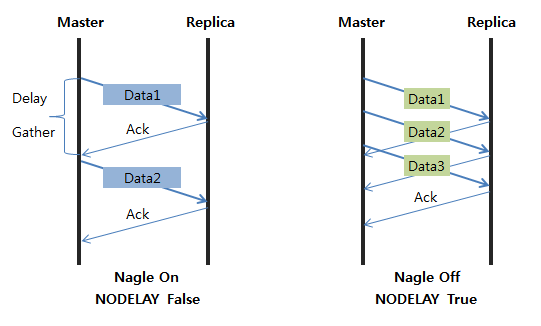 Master Replica
Delay
Gather
Data1
Ack
Data2
Ack
Nagle On
NODELAY False
Master Replica
Data1
Data2
Data3
Ack
Nagle Off
NODELAY True